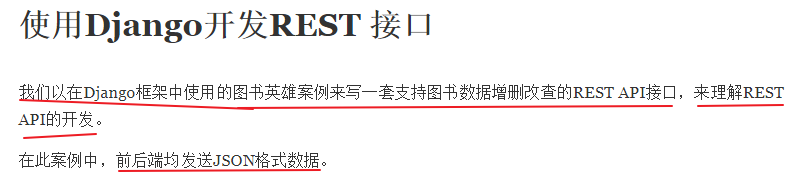 使用Django开发REST 接口
我们以在Django框架中使用的图书英雄案例来写一套支持图书数据增删改查的REST API接口，来理解REST
API的开发。
在此案例中，前后端均发送JSON格式数据。